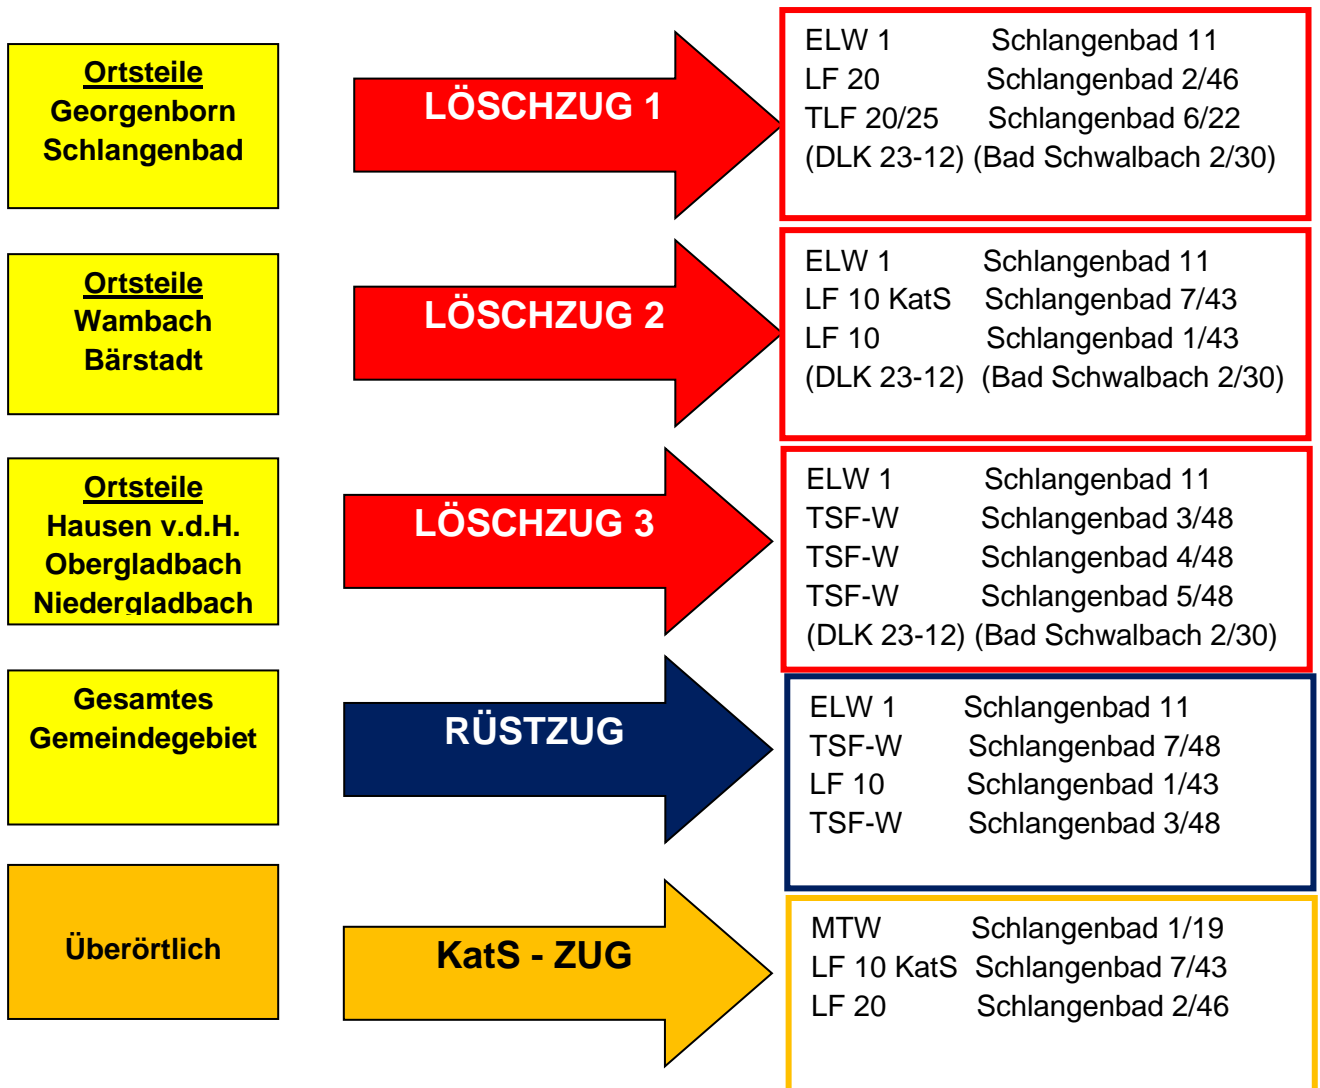 Ortsteile
Georgenborn
Schlangenbad
LÖSCHZUG 1
ELW 1 Schlangenbad 11
LF 20 Schlangenbad 2/46
TLF 20/25 Schlangenbad 6/22
(DLK 23-12) (Bad Schwalbach 2/30)
Ortsteile
Wambach
Bärstadt
LÖSCHZUG 2
ELW 1 Schlangenbad 11
LF 10 KatS Schlangenbad 7/43
LF 10 Schlangenbad 1/43
(DLK 23-12) (Bad Schwalbach 2/30)
Ortsteile
Hausen v.d.H.
Obergladbach
Niedergladbach
LÖSCHZUG 3
ELW 1 Schlangenbad 11
TSF-W Schlangenbad 3/48
TSF-W Schlangenbad 4/48
TSF-W Schlangenbad 5/48
(DLK 23-12) (Bad Schwalbach 2/30)
Gesamtes
Gemeindegebiet
RÜSTZUG
ELW 1 Schlangenbad 11
TSF-W Schlangenbad 7/48
LF 10 Schlangenbad 1/43
TSF-W Schlangenbad 3/48
Überörtlich
KatS - ZUG
MTW Schlangenbad 1/19
LF 10 KatS Schlangenbad 7/43
LF 20 Schlangenbad 2/46